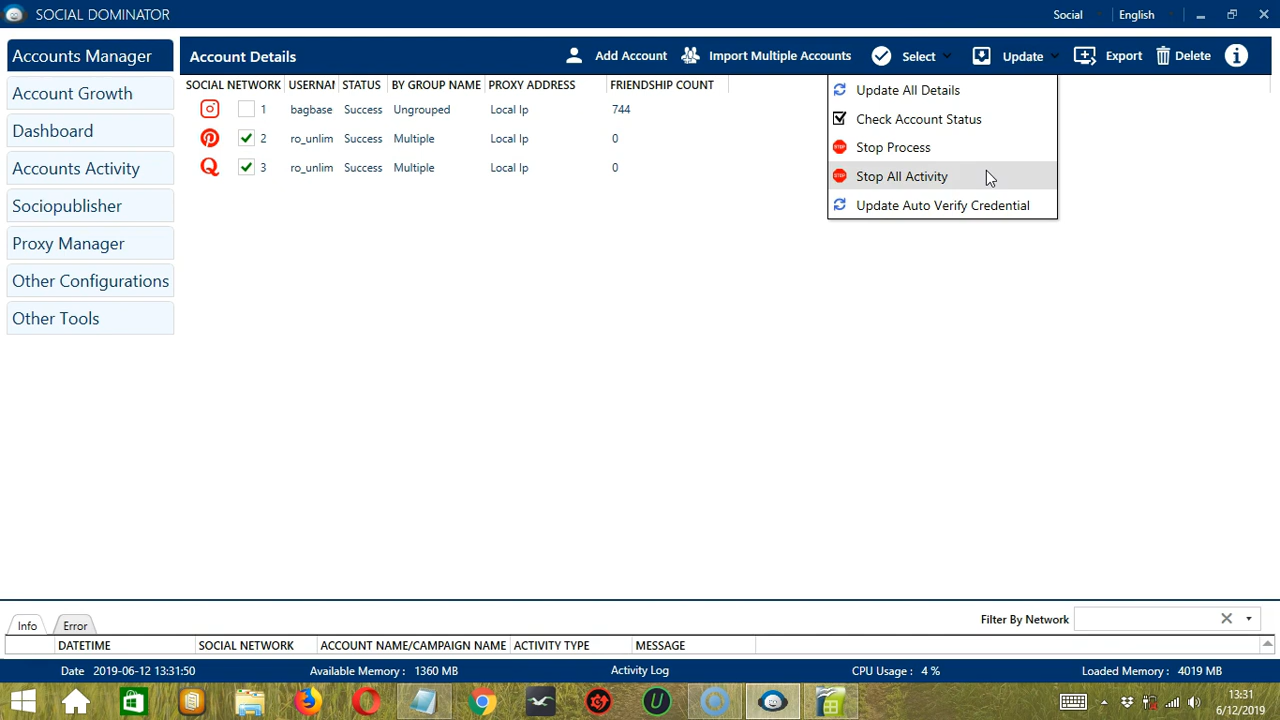 SOCIAL DOMINATOR
Social
English
Accounts Manager
Account Growth
Dashboard
Accounts Activity
Sociopublisher
Proxy Manager
Other Configurations
Other Tools
Account Details
Add Account
Import Multiple Accounts
Select
Update
Export
Delete
SOCIAL NETWORK USERNAM STATUS BY GROUP NAME PROXY ADDRESS FRIENDSHIP COUNT
1 bagbase Success Ungrouped Local Ip 744
2 ro_unlim Success Multiple Local Ip 0
3 ro_unlim Success Multiple Local Ip 0
Update All Details
Check Account Status
STOP Stop Process
STOP Stop All Activity
Update Auto Verify Credential
Info Error
Filter By Network
DATETIME SOCIAL NETWORK ACCOUNT NAME/CAMPAIGN NAME ACTIVITY TYPE MESSAGE
Date 2019-06-12 13:31:50 Available Memory : 1360 MB Activity Log CPU Usage : 4 % Loaded Memory : 4019 MB
13:31
6/12/2019